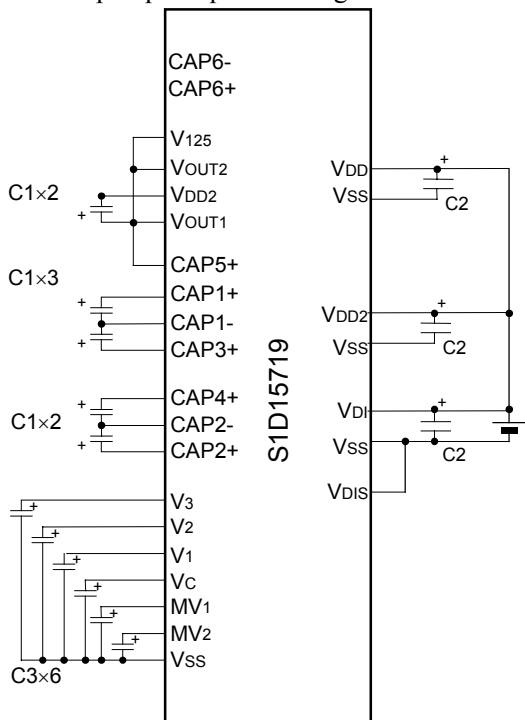 CAP6-
CAP6+
V125
VOUT2
VDD2
VOUT1
C1×2
+
CAP5+
C1×3
CAP1+
CAP1-
CAP3+
+
+
CAP4+
CAP2-
CAP2+
C1×2
+
+
V3
V2
V1
VC
MV1
MV2
VSS
+
+
+
+
+
+
C3×6
S1D15719
VDD
VSS
+
C2
VDD2
VSS
+
C2
VDI
VSS
+
C2
VDIS